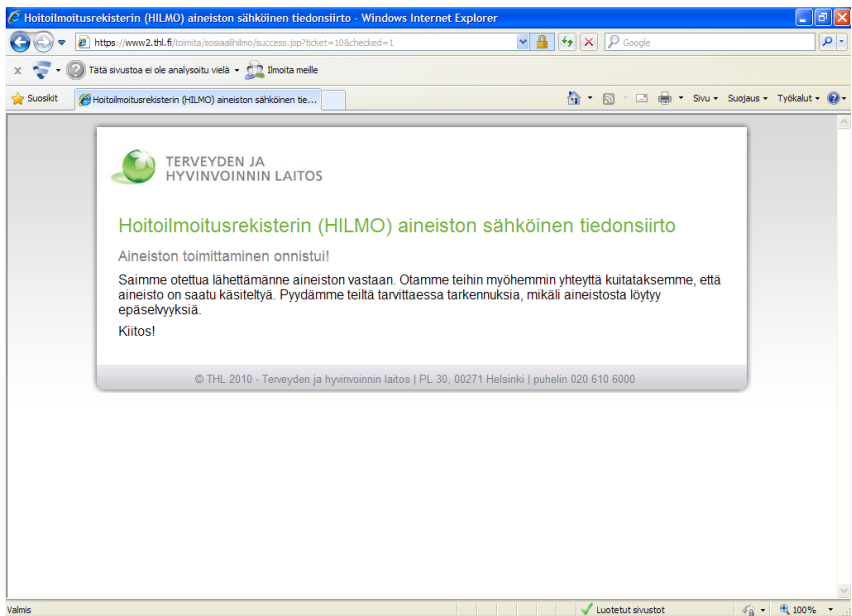 Hoitoilmoitusrekisterin (HILMO) aineiston sähköinen tiedonsiirto - Windows Internet Explorer
https://www2.thl.fi/toimita/sosiaalihilmo/success.jsp?ticket=10&checked=1
Google
x Tätä sivustoa ei ole analysoitu vielä Ilmoita meille
Suosikit
Hoitoilmoitusrekisterin (HILMO) aineiston sähköinen tie...
Sivu Suojaus Työkalut
TERVEYDEN JA
HYVINVOINNIN LAITOS
Hoitoilmoitusrekisterin (HILMO) aineiston sähköinen tiedonsiirto
Aineiston toimittaminen onnistui!
Saimme otettua lähettämänne aineiston vastaan. Otamme teihin myöhemmin yhteyttä kuitataksemme, että
aineisto on saatu käsiteltyä. Pyydämme teiltä tarvittaessa tarkennuksia, mikäli aineistosta löytyy
epäselvyyksiä.
Kiitos!
© THL 2010 - Terveyden ja hyvinvoinnin laitos | PL 30, 00271 Helsinki | puhelin 020 610 6000
Valmis
Luotetut sivustot
100%